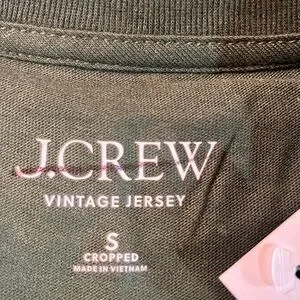 J.CREW
VINTAGE JERSEY
S
CROPPED
MADE IN VIETNAM